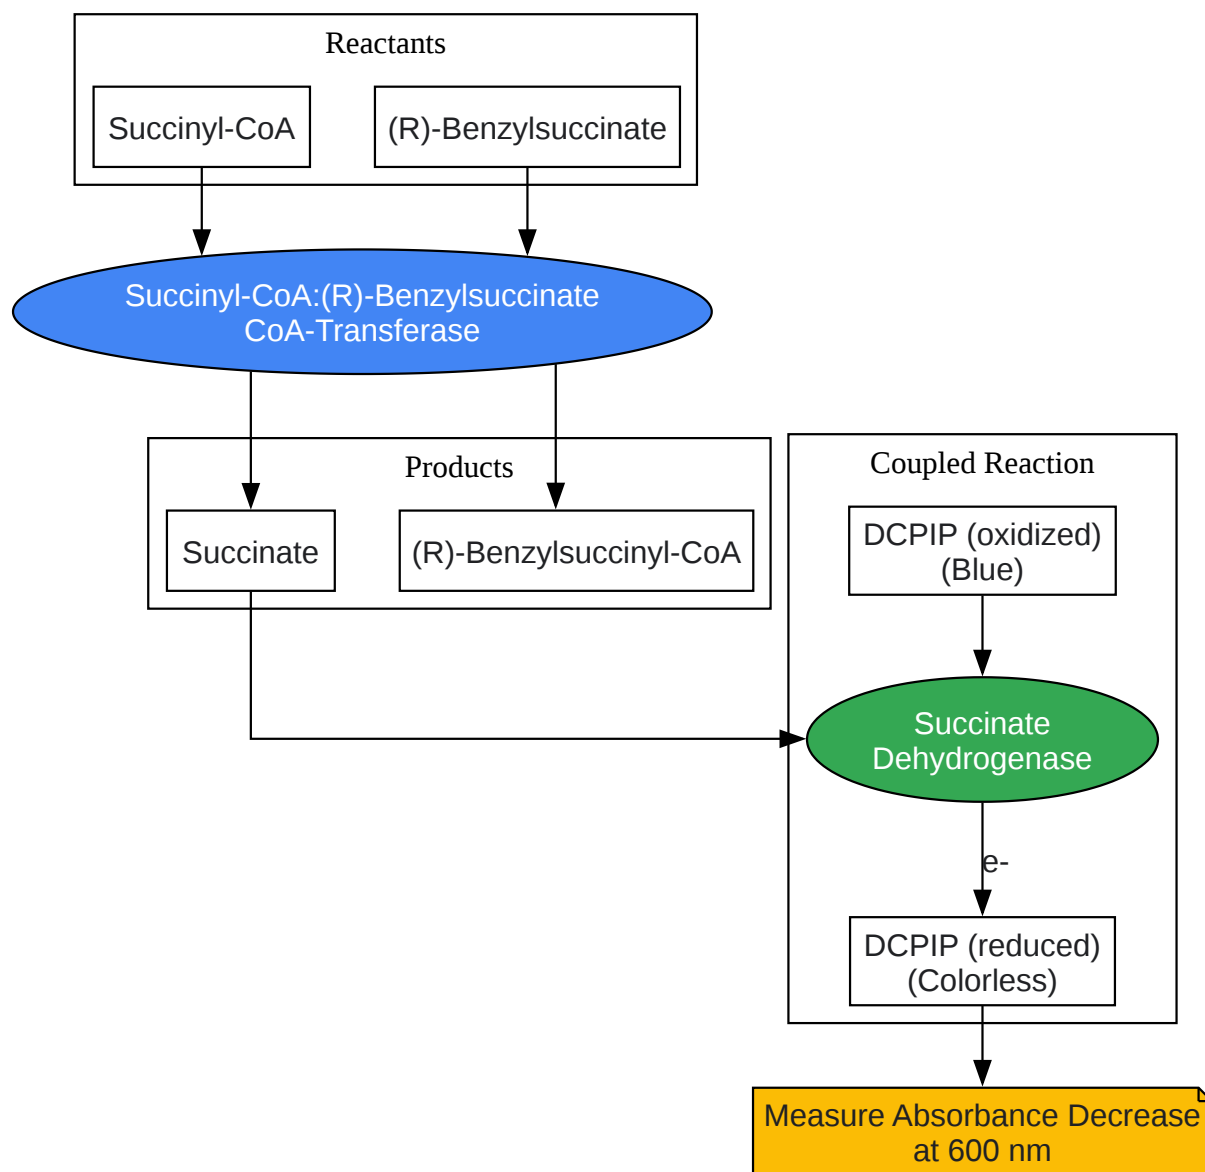 Reactants
Succinyl-CoA
(R)-Benzylsuccinate
Succinyl-CoA:(R)-Benzylsuccinate
CoA-Transferase
Products
Succinate
(R)-Benzylsuccinyl-CoA
Coupled Reaction
DCPIP (oxidized)
(Blue)
Succinate
Dehydrogenase
e-
DCPIP (reduced)
(Colorless)
Measure Absorbance Decrease
at 600 nm